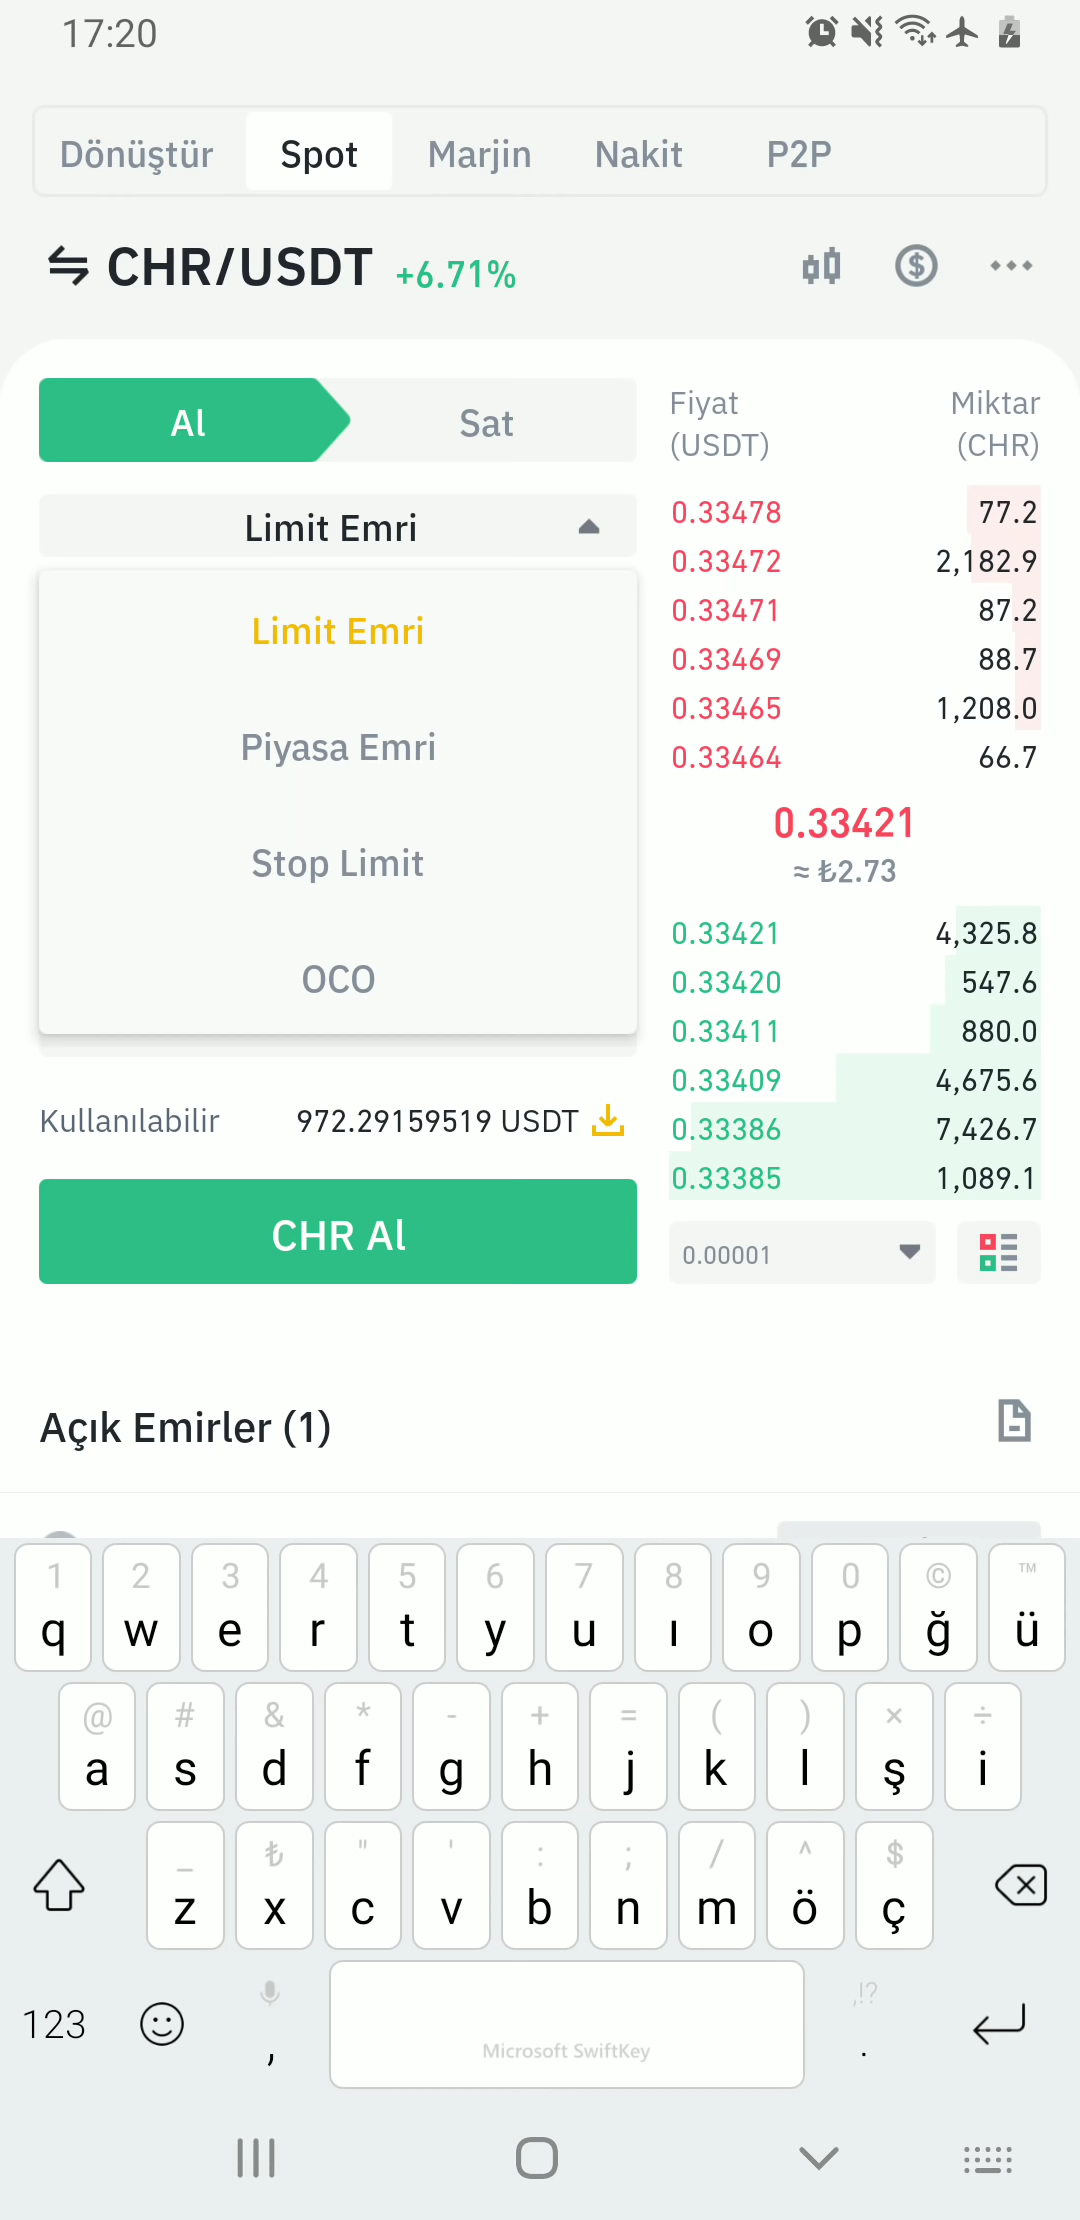 17:20
Dönüştür Spot Marjin Nakit P2P
CHR/USDT +6.71%
Al Sat
Limit Emri
Limit Emri
Piyasa Emri
Stop Limit
OCO
Kullanılabilir 972.29159519 USDT
CHR Al
Fiyat Miktar
(USDT) (CHR)
0.33478 77.2
0.33472 2,182.9
0.33471 87.2
0.33469 88.7
0.33465 1,208.0
0.33464 66.7
0.33421
≈ ₺2.73
0.33421 4,325.8
0.33420 547.6
0.33411 880.0
0.33409 4,675.6
0.33386 7,426.7
0.33385 1,089.1
0.00001
Açık Emirler (1)
1 2 3 4 5 6 7 8 9 0 © ™
q w e r t y u ı o p ğ ü
@ # & * - + = ( ) × ÷
a s d f g h j k l ş i
_ ₺ " ' : ; / ^ $
z x c v b n m ö ç
,!?
123 , .
Microsoft SwiftKey